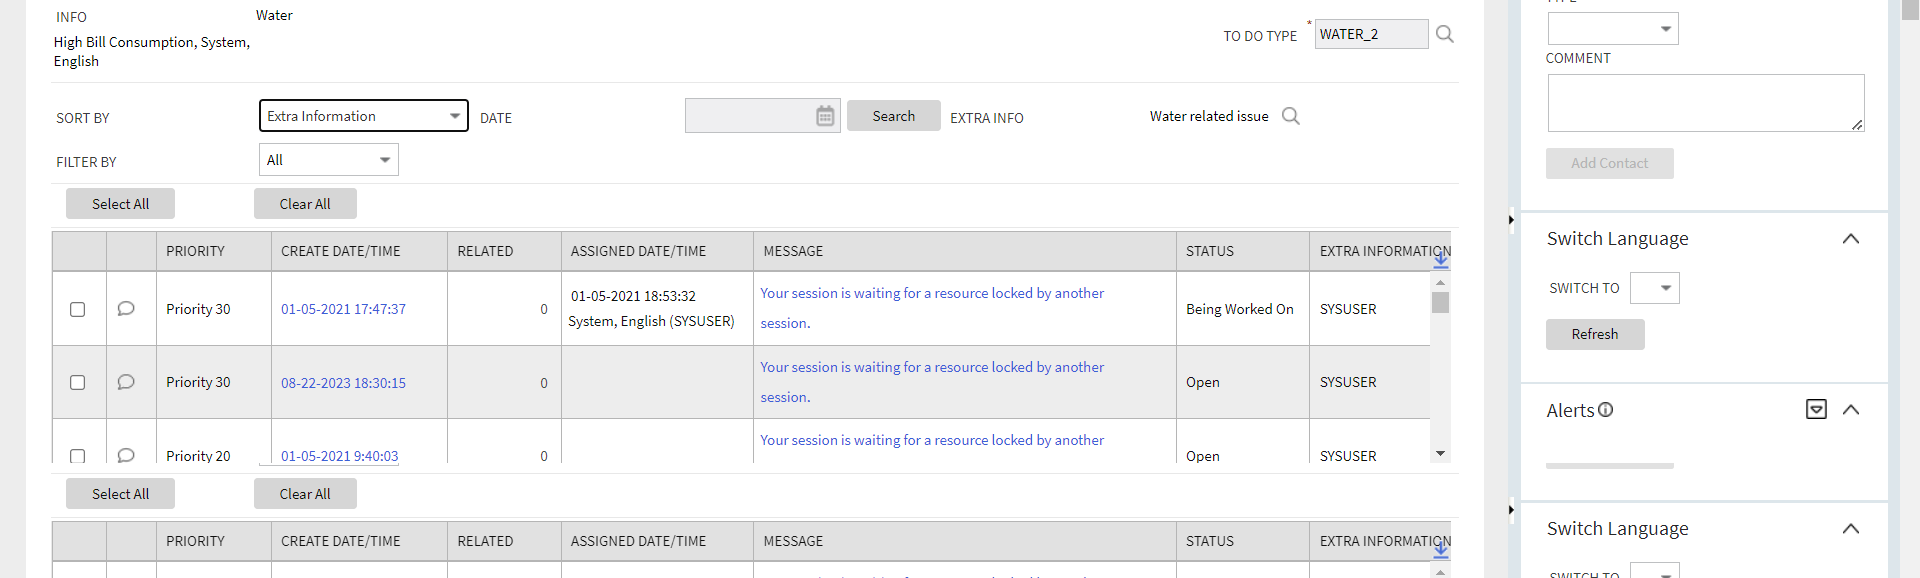 INFO
Water
High Bill Consumption, System,
English
TO DO TYPE
*
WATER_2
SORT BY
Extra Information
DATE
Search
EXTRA INFO
Water related issue
FILTER BY
All
Select All
Clear All
PRIORITY
CREATE DATE/TIME
RELATED
ASSIGNED DATE/TIME
MESSAGE
STATUS
EXTRA INFORMATION
Priority 30
01-05-2021 17:47:37
0
01-05-2021 18:53:32
System, English (SYSUSER)
Your session is waiting for a resource locked by another
session.
Being Worked On
SYSUSER
Priority 30
08-22-2023 18:30:15
0
Your session is waiting for a resource locked by another
session.
Open
SYSUSER
Priority 20
01-05-2021 9:40:03
0
Your session is waiting for a resource locked by another
Open
SYSUSER
Select All
Clear All
PRIORITY
CREATE DATE/TIME
RELATED
ASSIGNED DATE/TIME
MESSAGE
STATUS
EXTRA INFORMATION
COMMENT
Add Contact
Switch Language
SWITCH TO
Refresh
Alerts
Switch Language
SWITCH TO